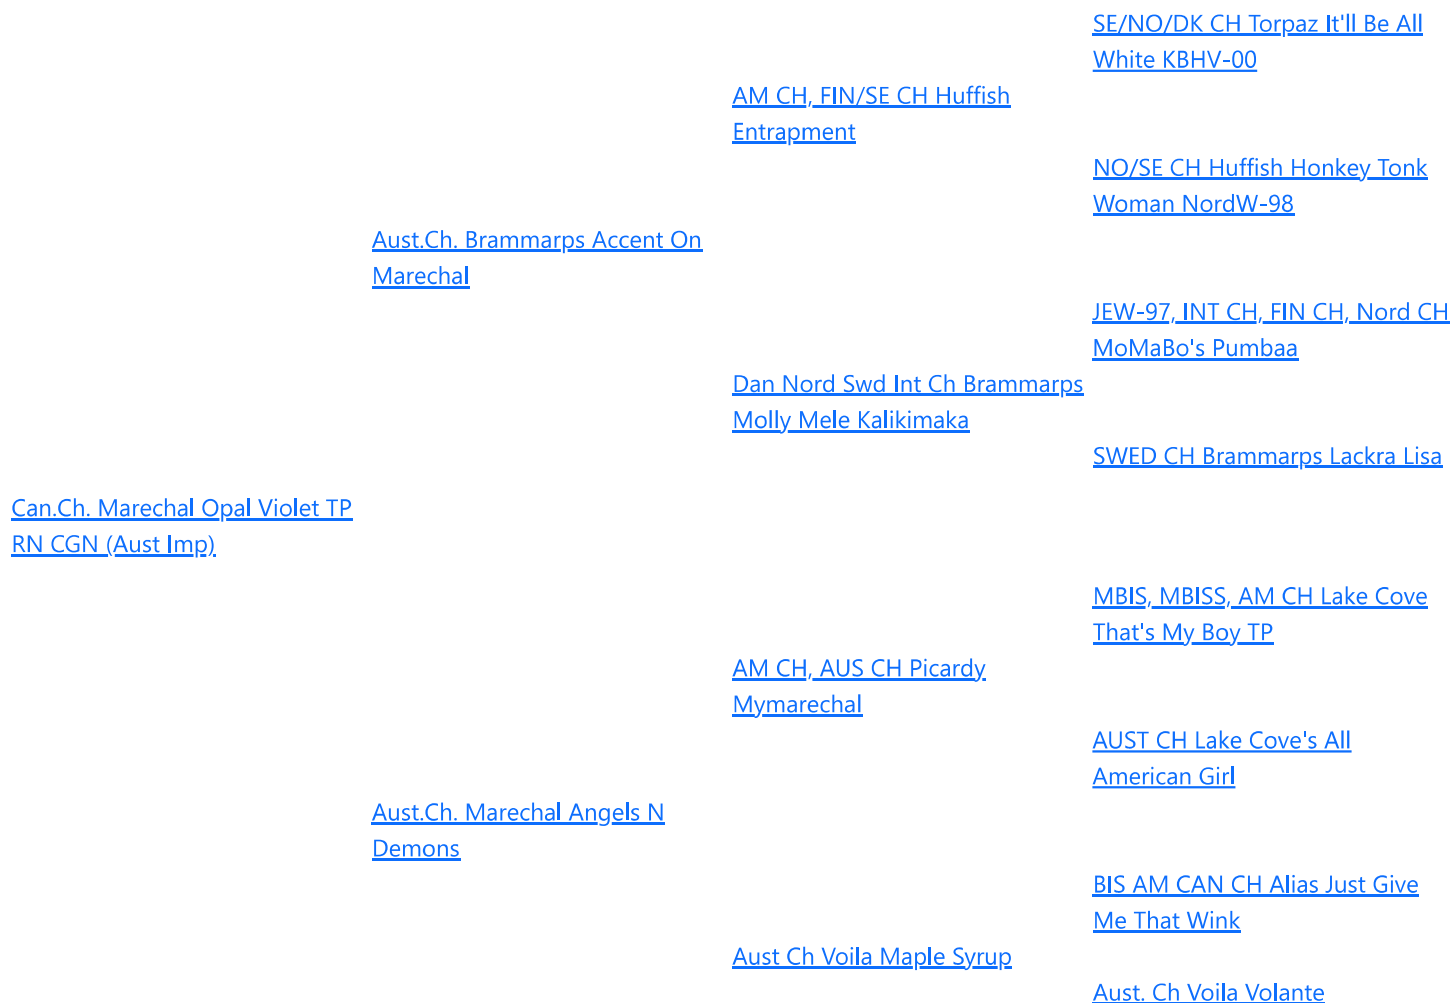 SE/NO/DK CH Torpaz It'll Be All
White KBHV-00
AM CH, FIN/SE CH Huffish
Entrapment
NO/SE CH Huffish Honkey Tonk
Woman NordW-98
Aust.Ch. Brammarps Accent On
Marechal
JEW-97, INT CH, FIN CH, Nord CH
MoMaBo's Pumbaa
Dan Nord Swd Int Ch Brammarps
Molly Mele Kalikimaka
SWED CH Brammarps Lackra Lisa
Can.Ch. Marechal Opal Violet TP
RN CGN (Aust Imp)
MBIS, MBISS, AM CH Lake Cove
That's My Boy TP
AM CH, AUS CH Picardy
Mymarechal
AUST CH Lake Cove's All
American Girl
Aust.Ch. Marechal Angels N
Demons
BIS AM CAN CH Alias Just Give
Me That Wink
Aust Ch Voila Maple Syrup
Aust. Ch Voila Volante